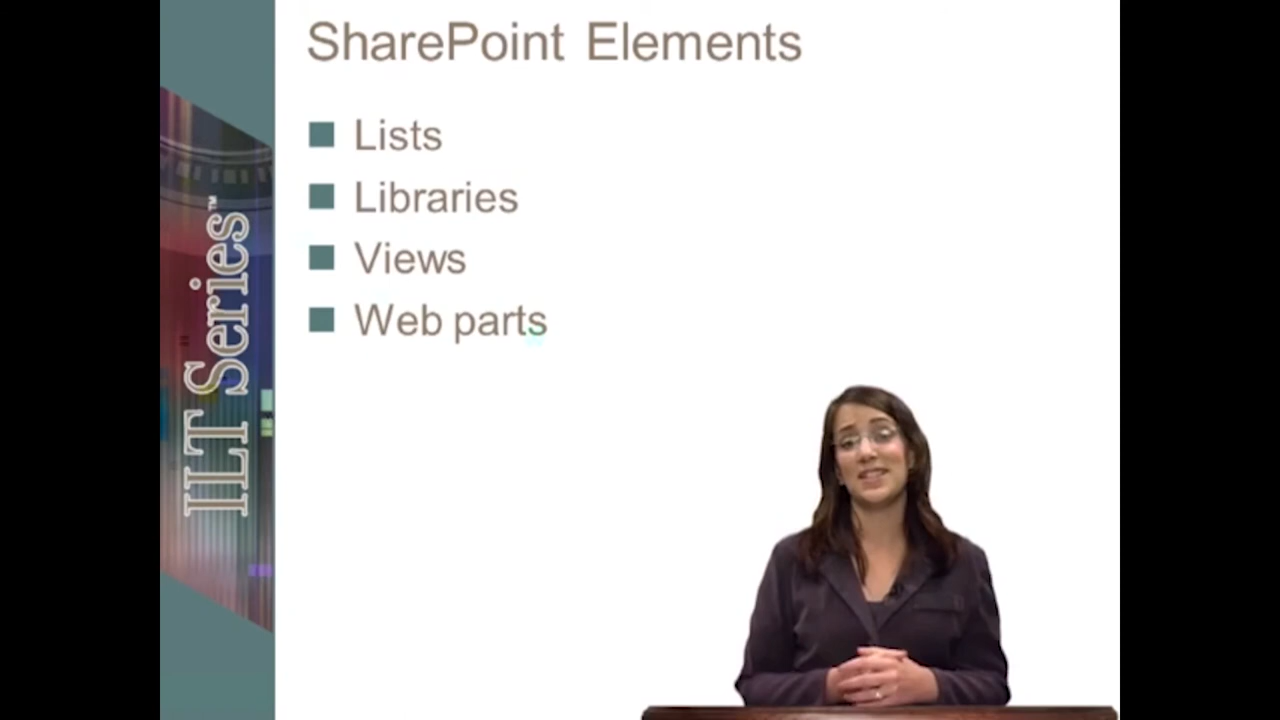 SharePoint Elements
Lists
Libraries
Views
Web parts
ILT Series™